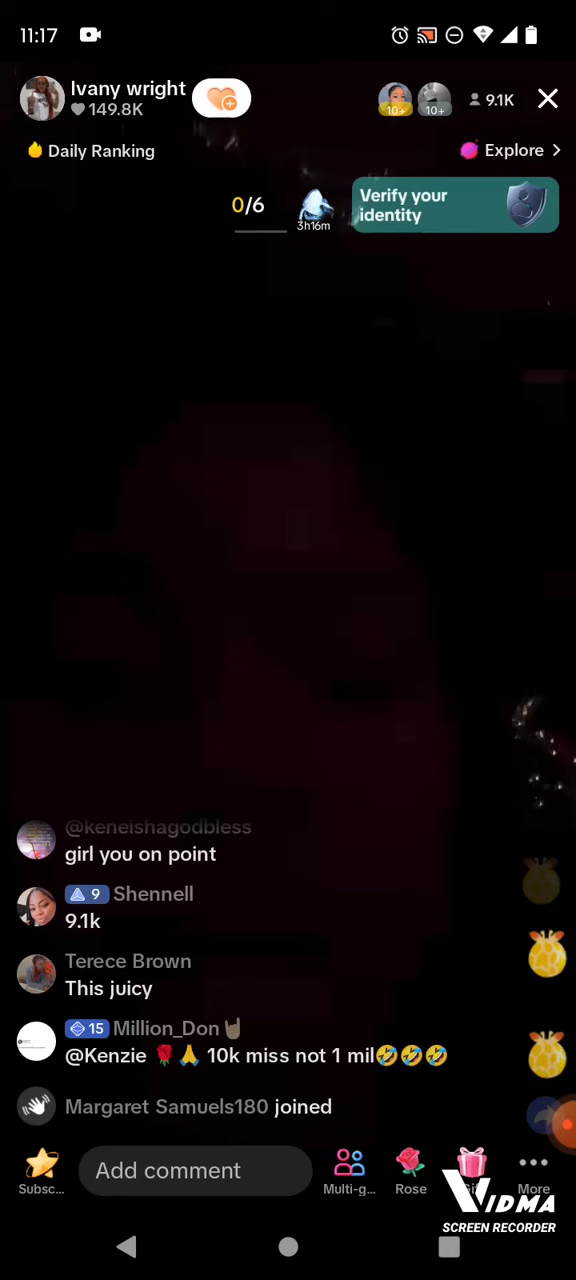 11:17
Ivany wright
149.8K
10+
10+
9.1K
Daily Ranking
Explore >
0/6
3h16m
Verify your
identity
@keneishagodbless
girl you on point
9 Shennell
9.1k
Terece Brown
This juicy
15 Million_Don🤘🏽
@Kenzie 🌹🙏 10k miss not 1 mil🤣🤣🤣
Margaret Samuels180 joined
Add comment
Subsc...
Multi-g...
Rose
More
VIDMA
SCREEN RECORDER